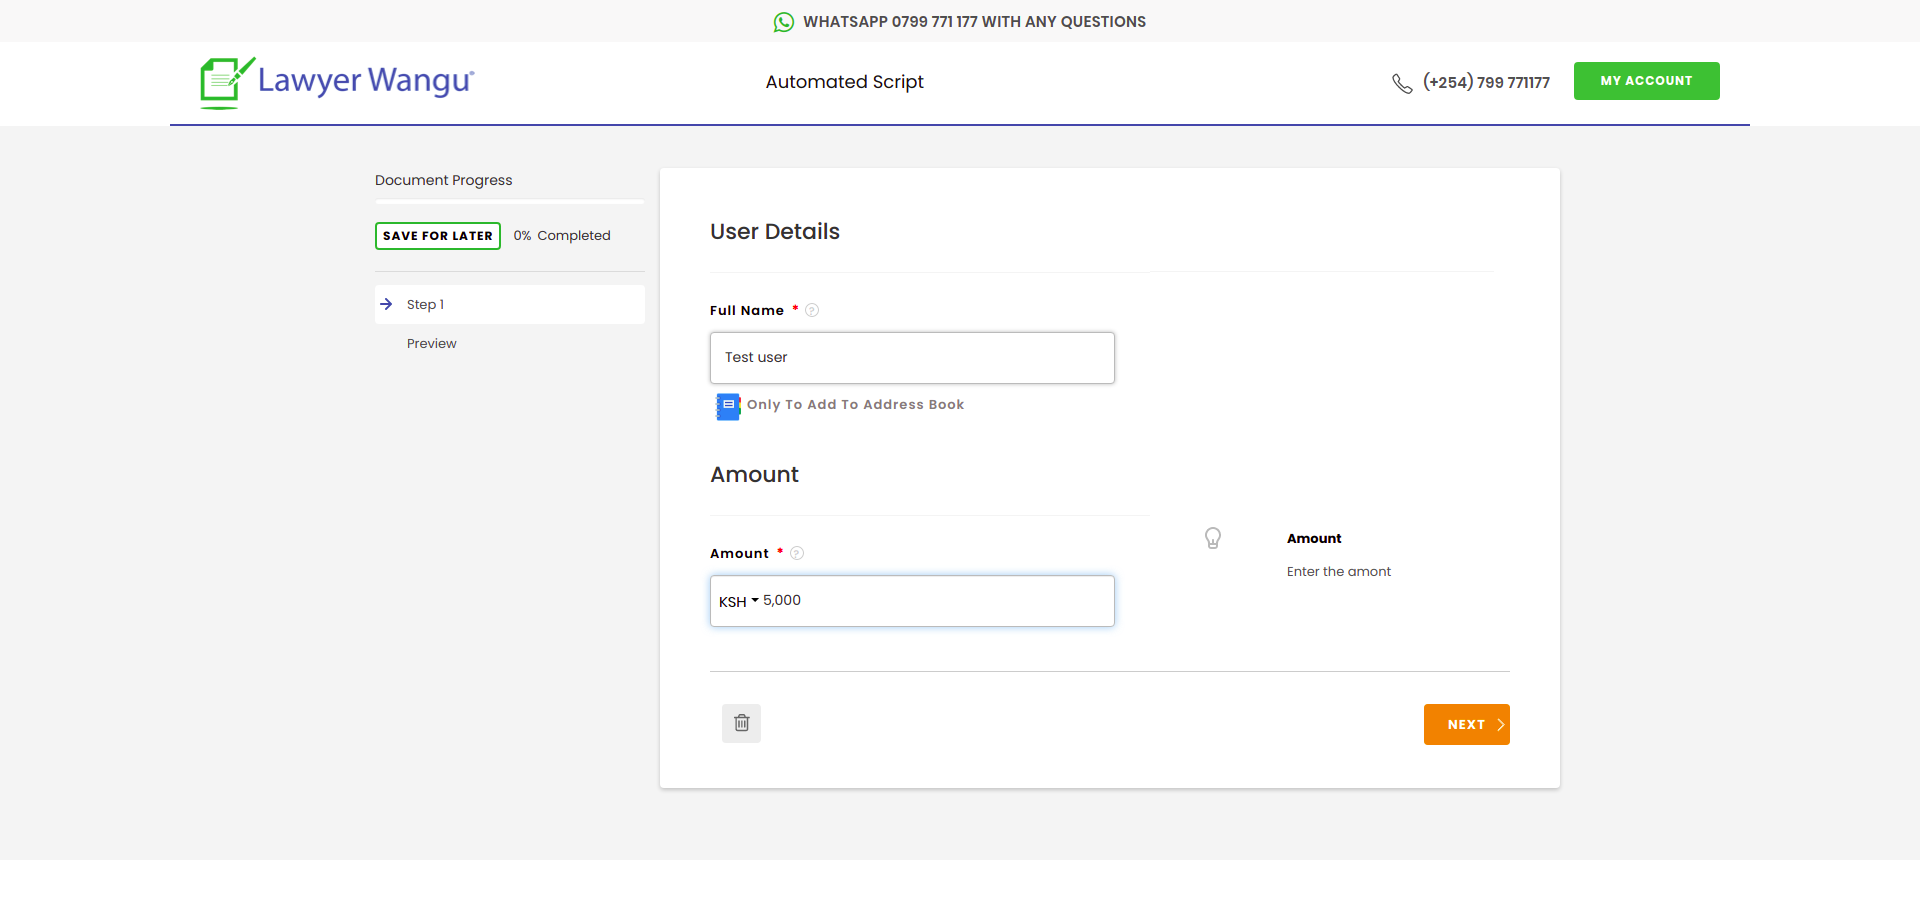 WHATSAPP 0799 771 177 WITH ANY QUESTIONS
Lawyer Wangu®
Automated Script
(+254) 799 771177
MY ACCOUNT
Document Progress
SAVE FOR LATER
0% Completed
Step 1
Preview
User Details
Full Name * ?
Test user
Only To Add To Address Book
Amount
Amount * ?
KSH 5,000
Amount
Enter the amont
NEXT